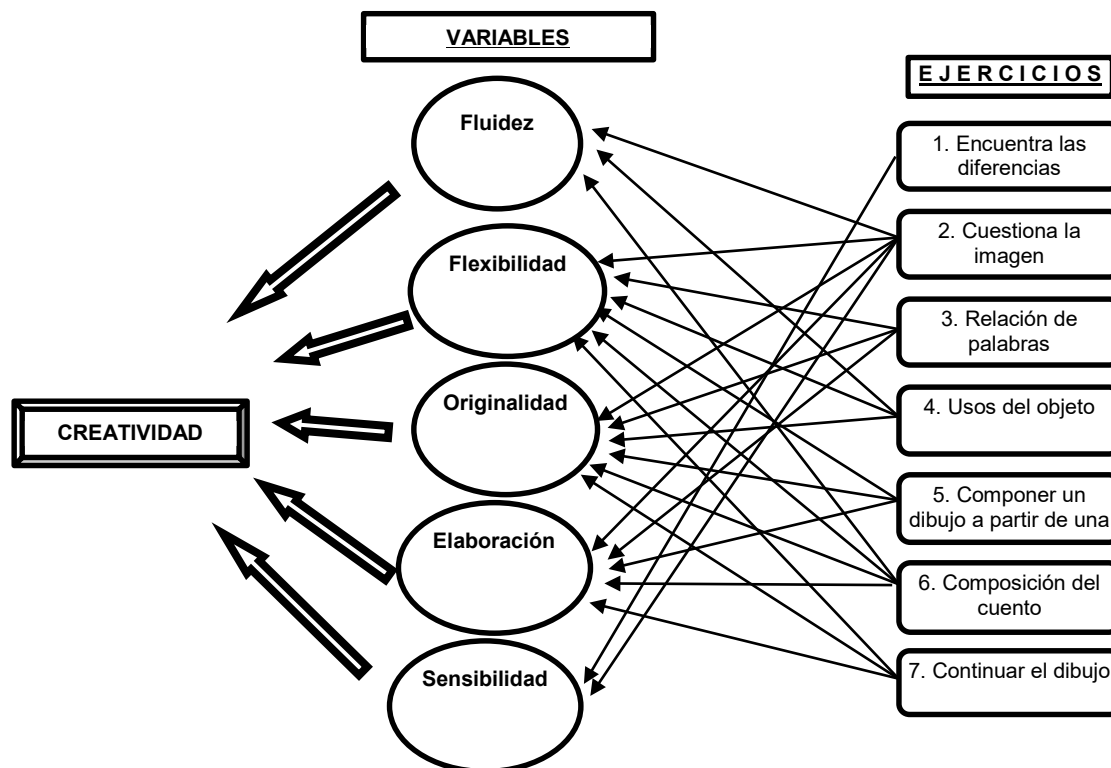 VARIABLES
Fluidez
Flexibilidad
Originalidad
Elaboración
Sensibilidad
CREATIVIDAD
E J E R C I C I O S
1. Encuentra las
diferencias
2. Cuestiona la
imagen
3. Relación de
palabras
4. Usos del objeto
5. Componer un
dibujo a partir de una
6. Composición del
cuento
7. Continuar el dibujo